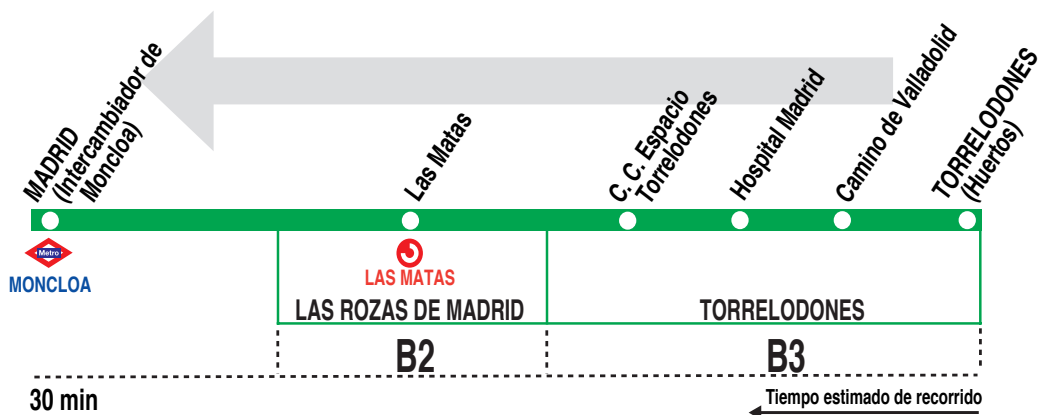 MADRID
(Intercambiador de
Moncloa)
Las Matas
C. C. Espacio
Torrelodones
Hospital Madrid
Camino de Valladolid
TORRELODONES
(Huertos)
Metro
MONCLOA
LAS MATAS
LAS ROZAS DE MADRID
TORRELODONES
B2
B3
30 min
Tiempo estimado de recorrido